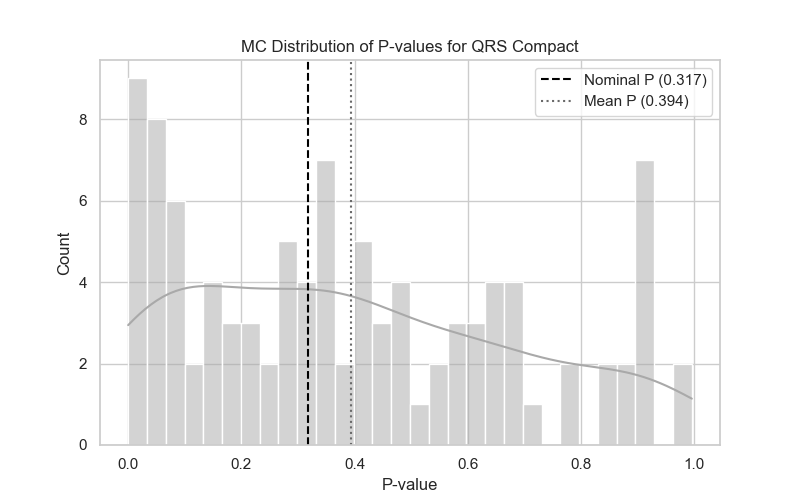 MC Distribution of P-values for QRS Compact
Nominal P (0.317)
Mean P (0.394)
Count
8
6
4
2
0
0.0 0.2 0.4 0.6 0.8 1.0
P-value